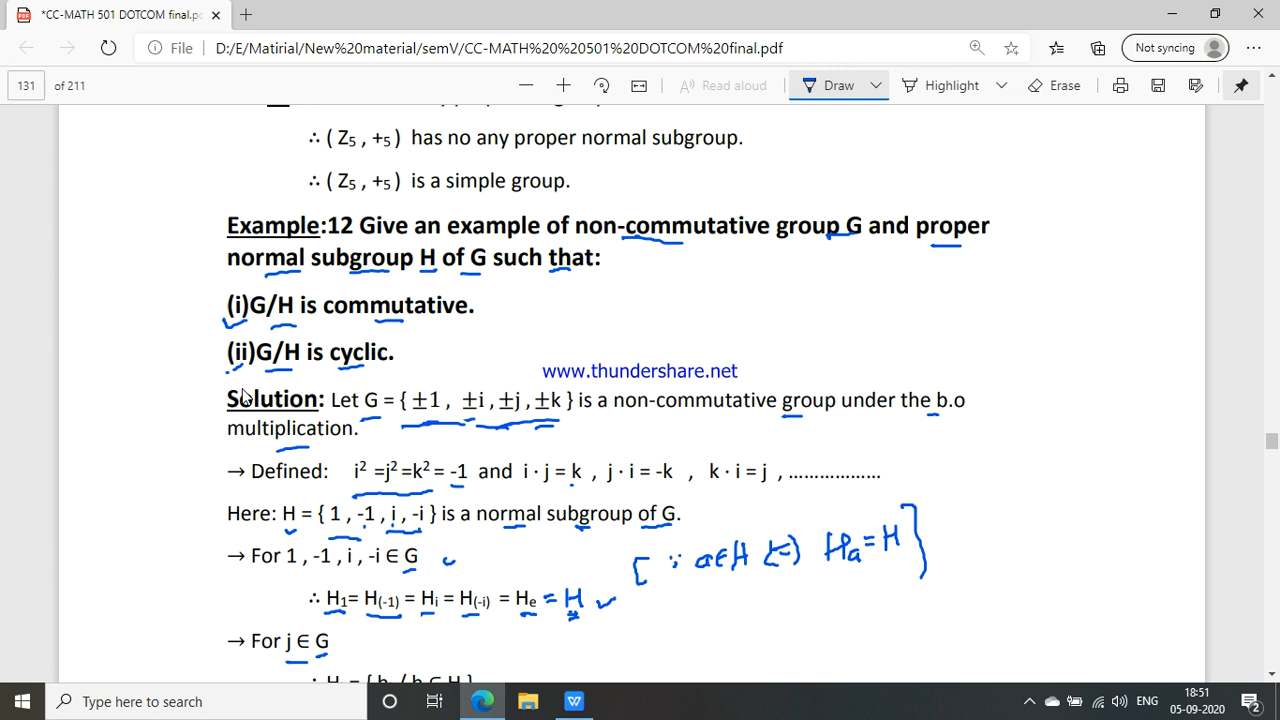 *CC-MATH 501 DOTCOM final.pc
File D:/E/Matirial/New%20material/semV/CC-MATH%20%20501%20DOTCOM%20final.pdf
Not syncing
131 of 211
Read aloud Draw Highlight Erase
∴ ( Z₅ , +₅ ) has no any proper normal subgroup.
∴ ( Z₅ , +₅ ) is a simple group.
Example:12 Give an example of non-commutative group G and proper
normal subgroup H of G such that:
(i)G/H is commutative.
(ii)G/H is cyclic.
www.thundershare.net
Solution: Let G = { ±1 , ±i , ±j , ±k } is a non-commutative group under the b.o
multiplication.
→ Defined: i² =j² =k² = -1 and i · j = k , j · i = -k , k · i = j , ………………
Here: H = { 1 , -1 , i , -i } is a normal subgroup of G.
→ For 1 , -1 , i , -i ∈ G
[ ∵ a∈H ⇔ Ha = H ]
∴ H₁= H₍₋₁₎ = Hᵢ = H₍₋ᵢ₎ = Hₑ = H
→ For j ∈ G
Type here to search
ENG
18:51
05-09-2020
2